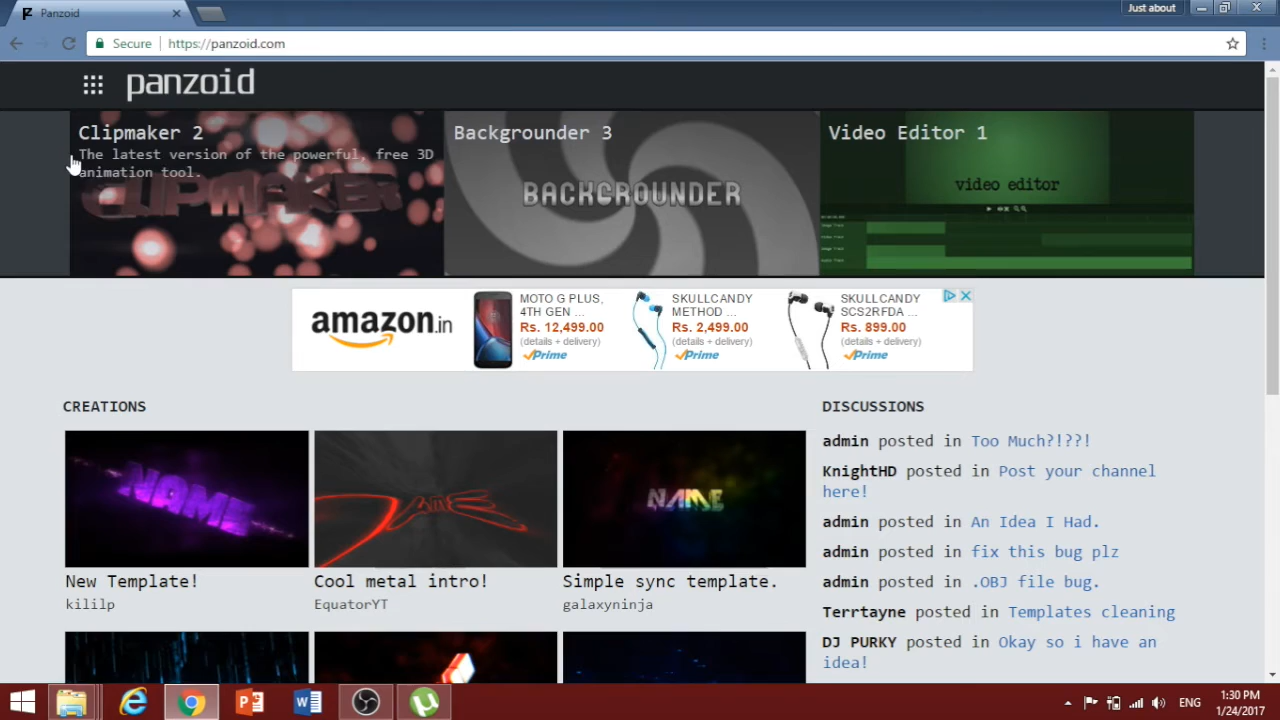 Panzoid
Just about
Secure
https://panzoid.com
panzoid
Clipmaker 2
The latest version of the powerful, free 3D
animation tool.
CLIPMAKER
Backgrounder 3
BACKGROUNDER
Video Editor 1
video editor
amazon.in
MOTO G PLUS,
4TH GEN ...
Rs. 12,499.00
(details + delivery)
Prime
SKULLCANDY
METHOD ...
Rs. 2,499.00
(details + delivery)
Prime
SKULLCANDY
SCS2RFDA ...
Rs. 899.00
(details + delivery)
Prime
CREATIONS
NAME
New Template!
kililp
NAME
Cool metal intro!
EquatorYT
NAME
Simple sync template.
galaxyninja
DISCUSSIONS
admin posted in Too Much?!??!
KnightHD posted in Post your channel
here!
admin posted in An Idea I Had.
admin posted in fix this bug plz
admin posted in .OBJ file bug.
Terrtayne posted in Templates cleaning
DJ PURKY posted in Okay so i have an
idea!
ENG
1:30 PM
1/24/2017